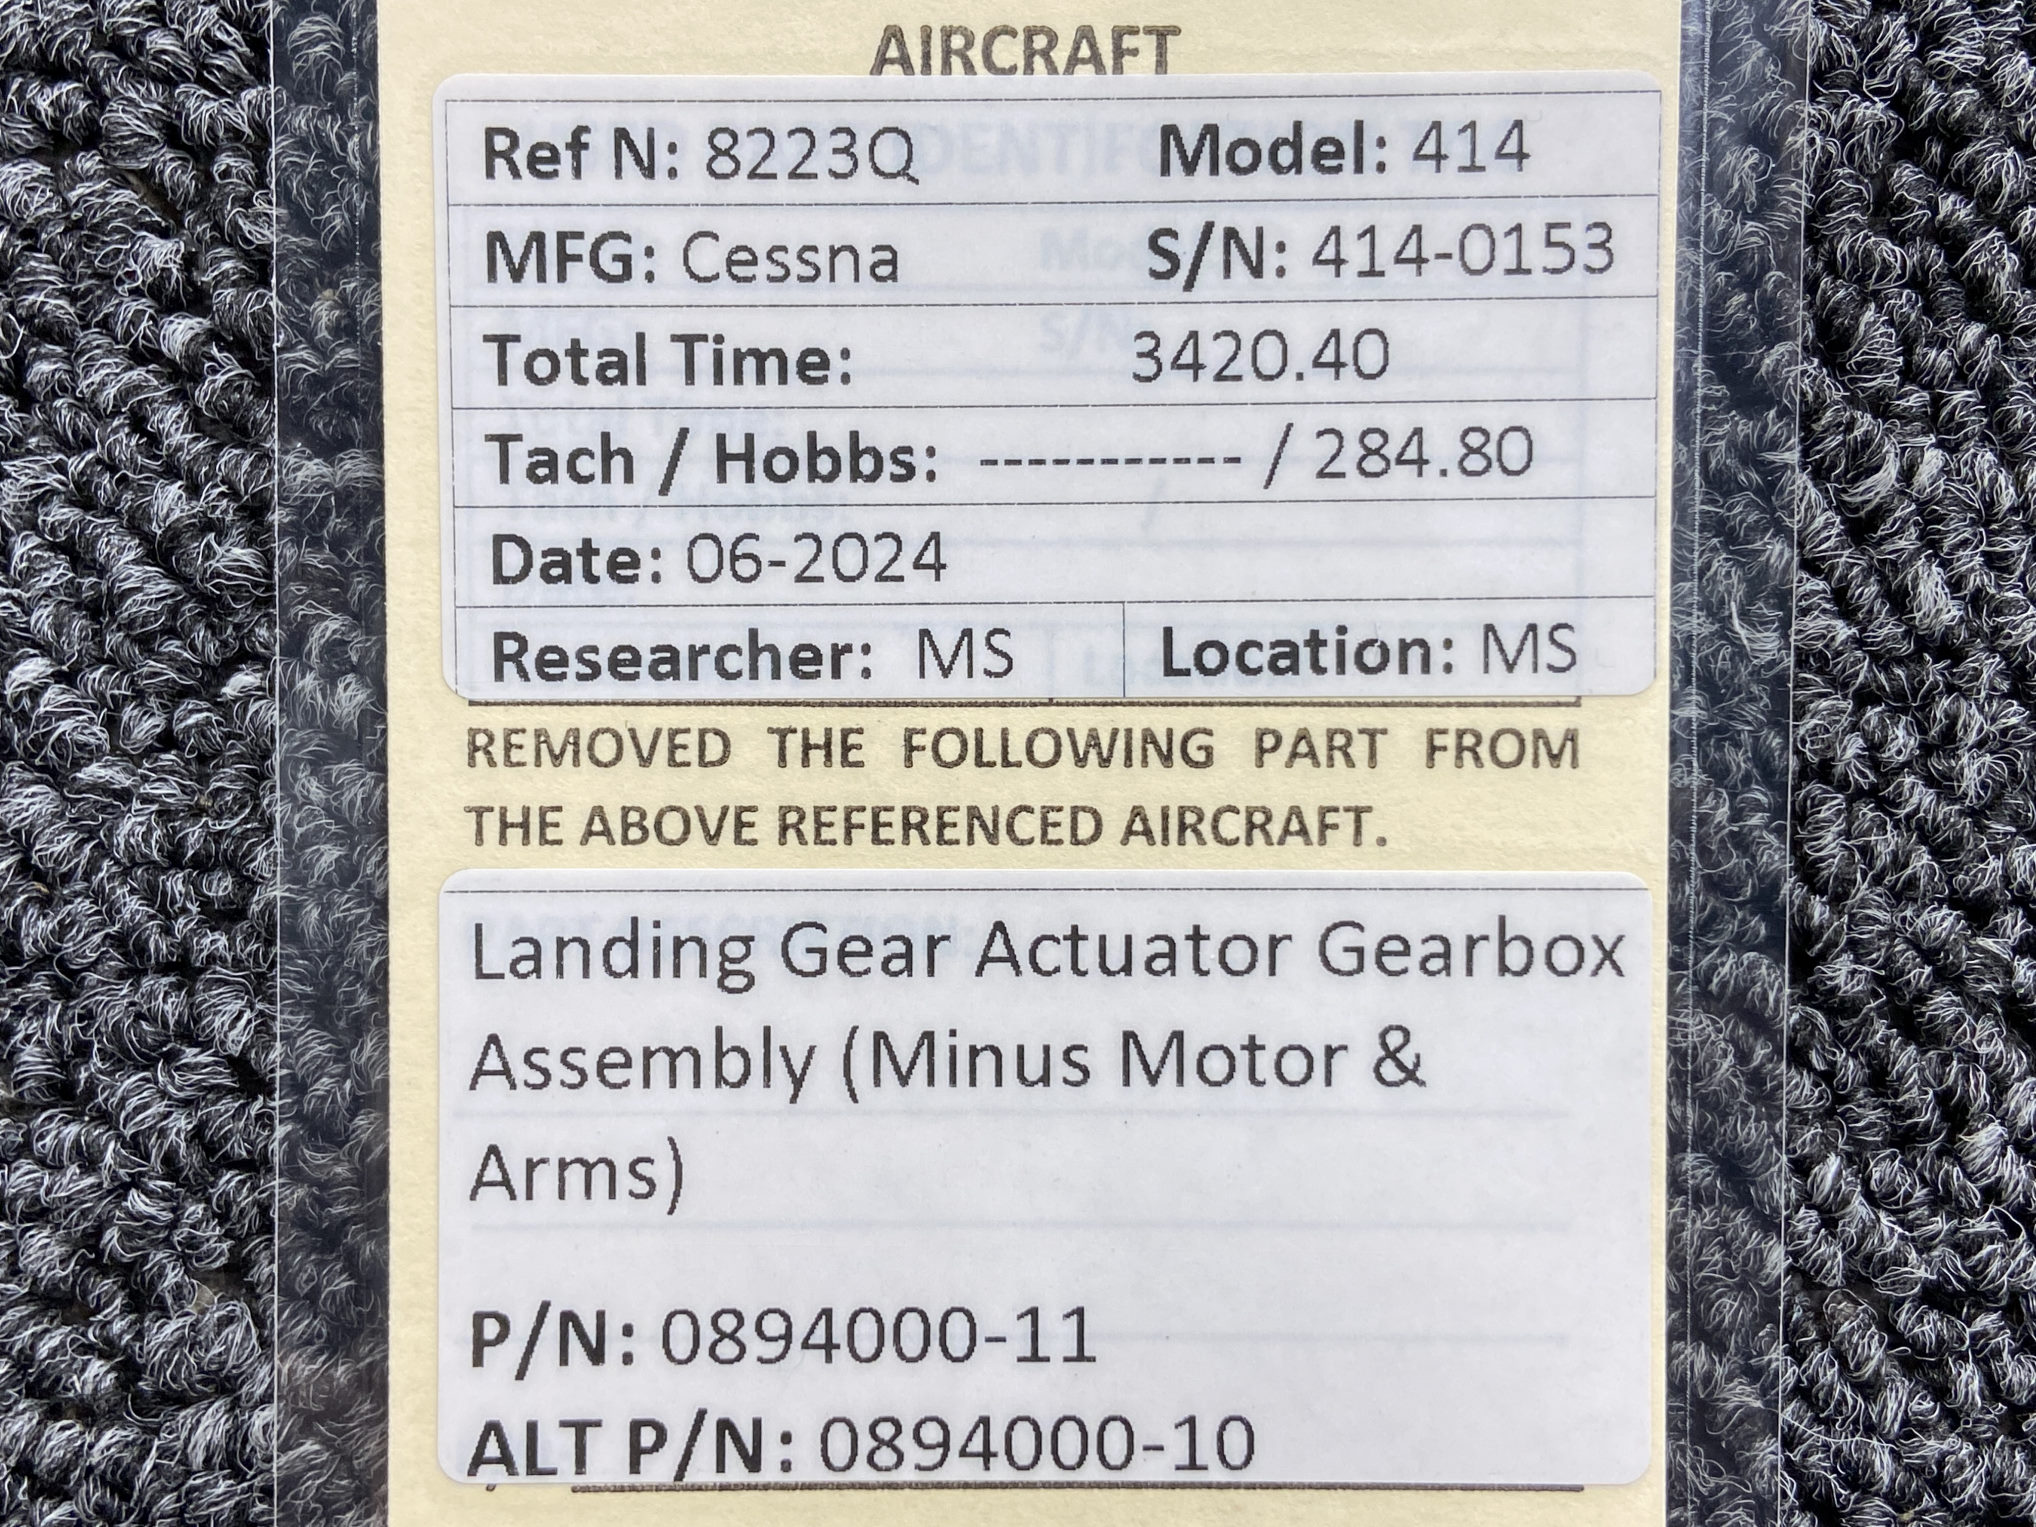 AIRCRAFT
Ref N: 8223Q Model: 414
MFG: Cessna S/N: 414-0153
Total Time: 3420.40
Tach / Hobbs: ----------- / 284.80
Date: 06-2024
Researcher: MS Location: MS
REMOVED THE FOLLOWING PART FROM
THE ABOVE REFERENCED AIRCRAFT.
Landing Gear Actuator Gearbox
Assembly (Minus Motor &
Arms)
P/N: 0894000-11
ALT P/N: 0894000-10